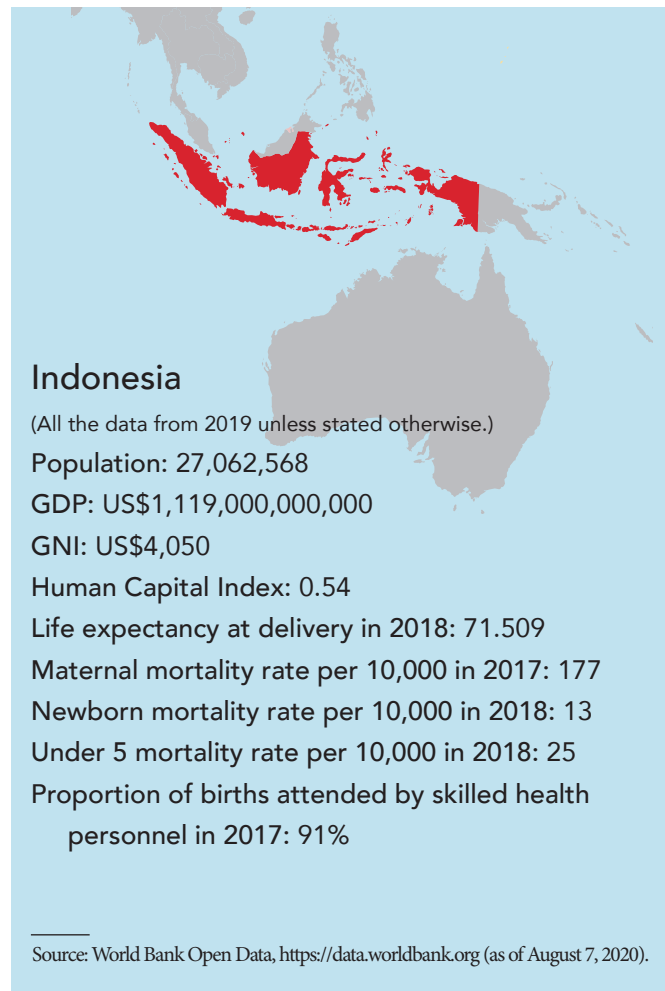 Indonesia
(All the data from 2019 unless stated otherwise.)
Population: 27,062,568
GDP: US$1,119,000,000,000
GNI: US$4,050
Human Capital Index: 0.54
Life expectancy at delivery in 2018: 71.509
Maternal mortality rate per 10,000 in 2017: 177
Newborn mortality rate per 10,000 in 2018: 13
Under 5 mortality rate per 10,000 in 2018: 25
Proportion of births attended by skilled health
personnel in 2017: 91%
Source: World Bank Open Data, https://data.worldbank.org (as of August 7, 2020).